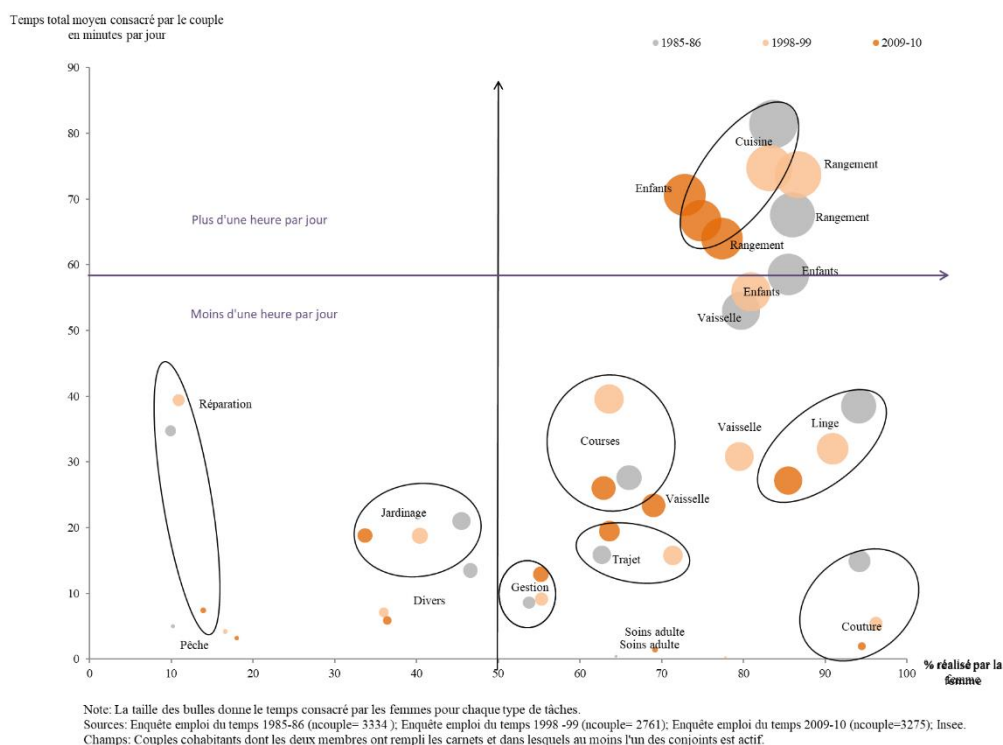 Temps total moyen consacré par le couple
en minutes par jour
1985-86 1998-99 2009-10
90
80
Cuisine
Rangement
70
Enfants
Plus d'une heure par jour
Rangement
Rangement
60
Enfants
Enfants
Moins d'une heure par jour
Vaisselle
50
40
Réparation
Vaisselle
Linge
Courses
30
Vaisselle
Jardinage
20
Trajet
Gestion
10
Divers
Soins adulte
Couture
Pêche
Soins adulte
0
% réalisé par la
femme
0 10 20 30 40 50 60 70 80 90 100
Note: La taille des bulles donne le temps consacré par les femmes pour chaque type de tâches.
Sources: Enquête emploi du temps 1985-86 (ncouple= 3334 ); Enquête emploi du temps 1998 -99 (ncouple= 2761); Enquête emploi du temps 2009-10 (ncouple=3275); Insee.
Champs: Couples cohabitants dont les deux membres ont rempli les carnets et dans lesquels au moins l'un des conjoints est actif.